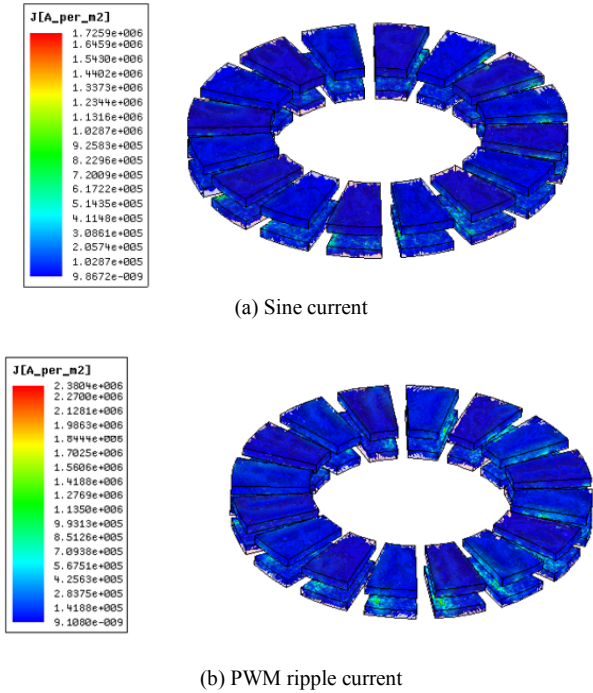 J[A_per_m2]
1.7259e+006
1.6459e+006
1.5430e+006
1.4402e+006
1.3373e+006
1.2344e+006
1.1316e+006
1.0287e+006
9.2583e+005
8.2296e+005
7.2009e+005
6.1722e+005
5.1435e+005
4.1148e+005
3.0861e+005
2.0574e+005
1.0287e+005
9.8672e-009
(a) Sine current
J[A_per_m2]
2.3804e+006
2.2700e+006
2.1281e+006
1.9863e+006
1.8444e+006
1.7025e+006
1.5606e+006
1.4188e+006
1.2769e+006
1.1350e+006
9.9313e+005
8.5126e+005
7.0938e+005
5.6751e+005
4.2563e+005
2.8375e+005
1.4188e+005
9.1080e-009
(b) PWM ripple current